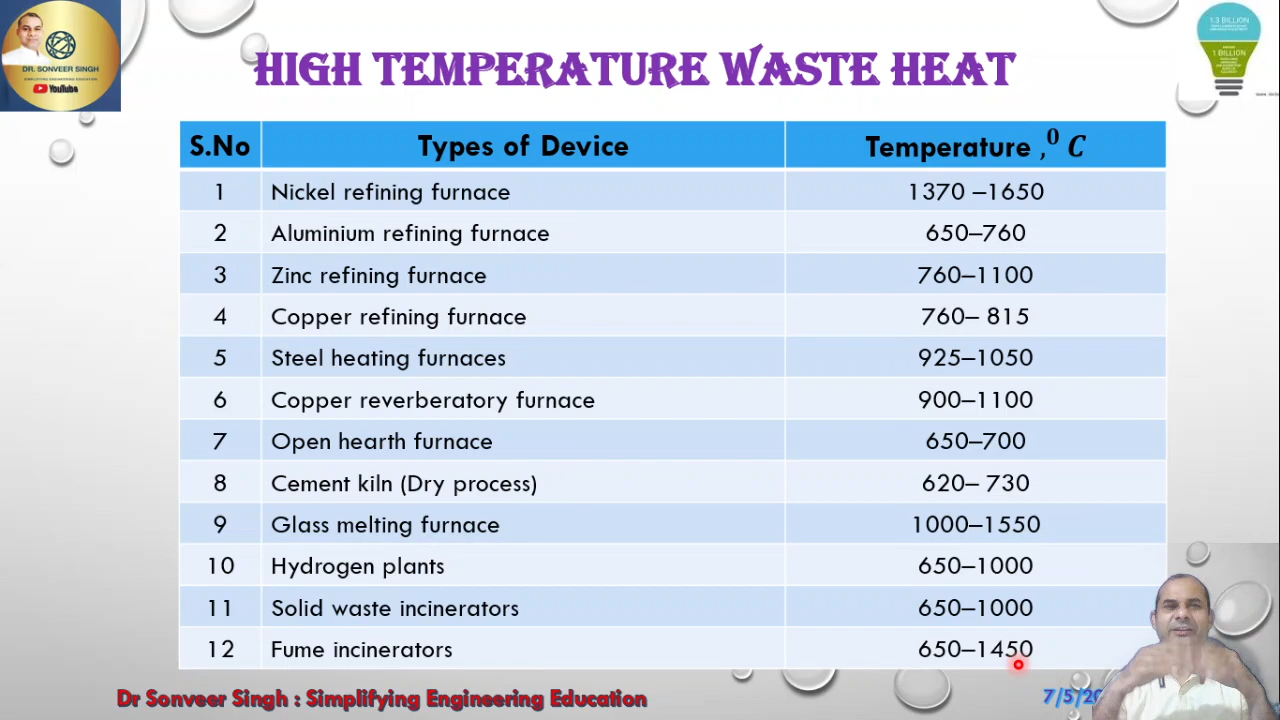 HIGH TEMPERATURE WASTE HEAT
DR. SONVEER SINGH
SIMPLIFYING ENGINEERING EDUCATION
YouTube
1.3 BILLION
1 BILLION
S.No Types of Device Temperature ,⁰ C
1 Nickel refining furnace 1370 –1650
2 Aluminium refining furnace 650–760
3 Zinc refining furnace 760–1100
4 Copper refining furnace 760– 815
5 Steel heating furnaces 925–1050
6 Copper reverberatory furnace 900–1100
7 Open hearth furnace 650–700
8 Cement kiln (Dry process) 620– 730
9 Glass melting furnace 1000–1550
10 Hydrogen plants 650–1000
11 Solid waste incinerators 650–1000
12 Fume incinerators 650–1450
Dr Sonveer Singh : Simplifying Engineering Education
7/5/20